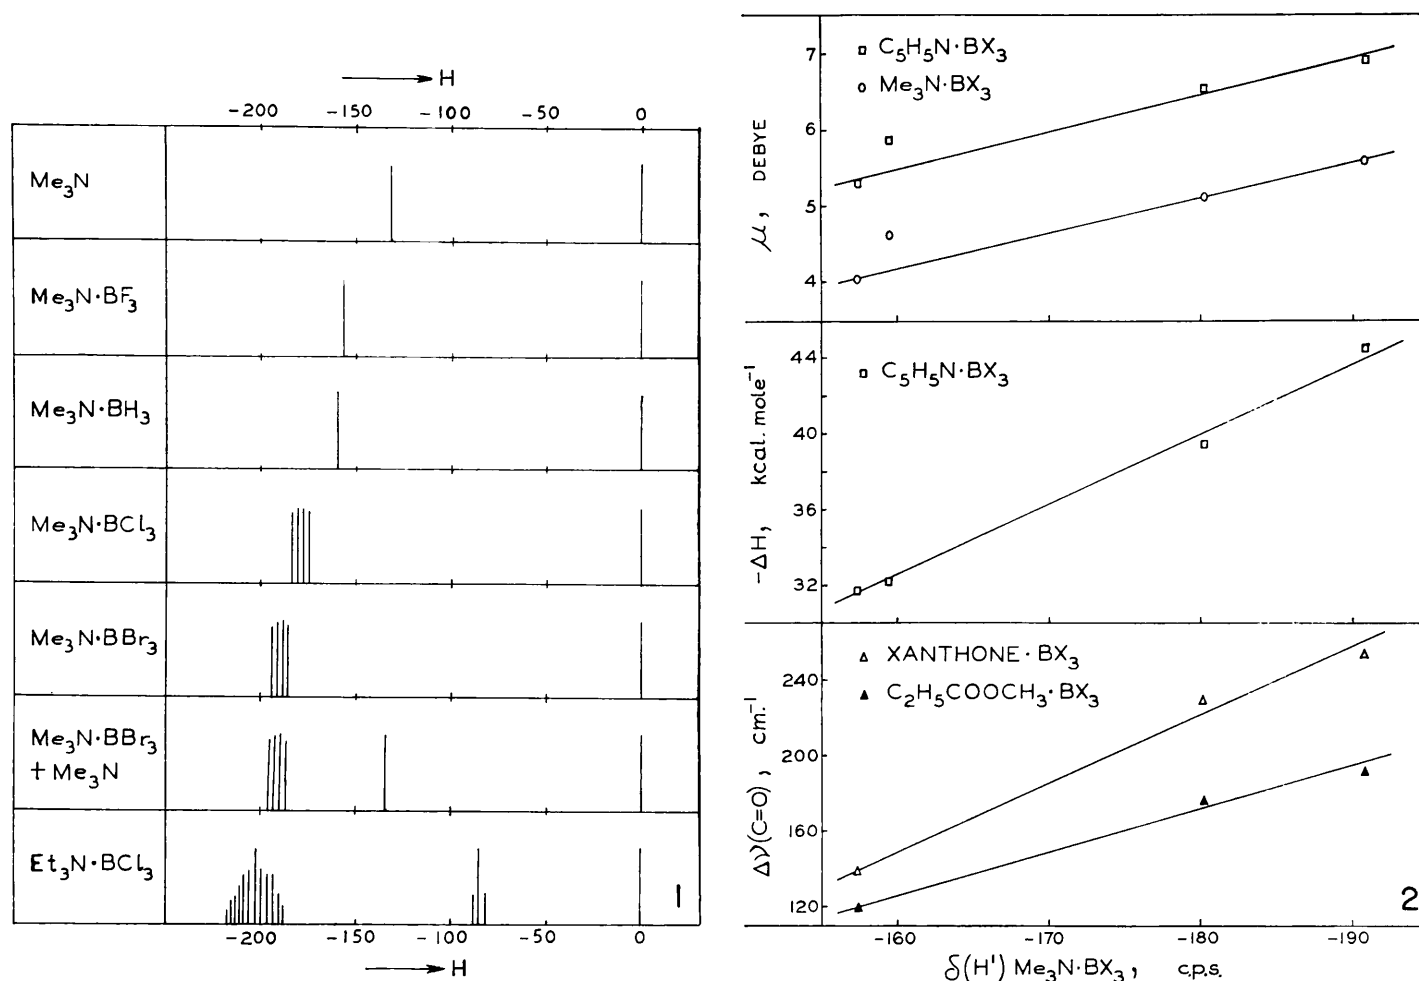 → H
-200 -150 -100 -50 0
Me₃N
Me₃N·BF₃
Me₃N·BH₃
Me₃N·BCl₃
Me₃N·BBr₃
Me₃N·BBr₃
+ Me₃N
Et₃N·BCl₃
1
-200 -150 -100 -50 0
→ H
□ C₅H₅N·BX₃
○ Me₃N·BX₃
7
6
5
4
μ, DEBYE
□ C₅H₅N·BX₃
44
40
36
32
-ΔH, kcal.mole⁻¹
△ XANTHONE·BX₃
▲ C₂H₅COOCH₃·BX₃
240
200
160
120
Δν(C=O), cm.⁻¹
2
-160 -170 -180 -190
δ(H') Me₃N·BX₃, c.p.s.